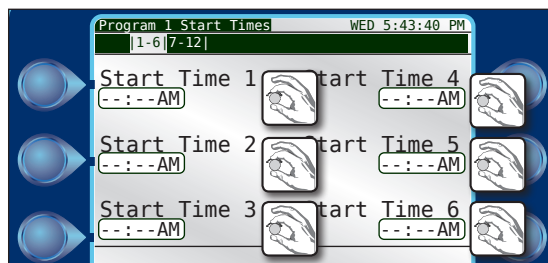 Program 1 Start Times WED 5:43:40 PM
|1-6|7-12|
Start Time 1 Start Time 4
--:--AM --:--AM
Start Time 2 Start Time 5
--:--AM --:--AM
Start Time 3 Start Time 6
--:--AM --:--AM